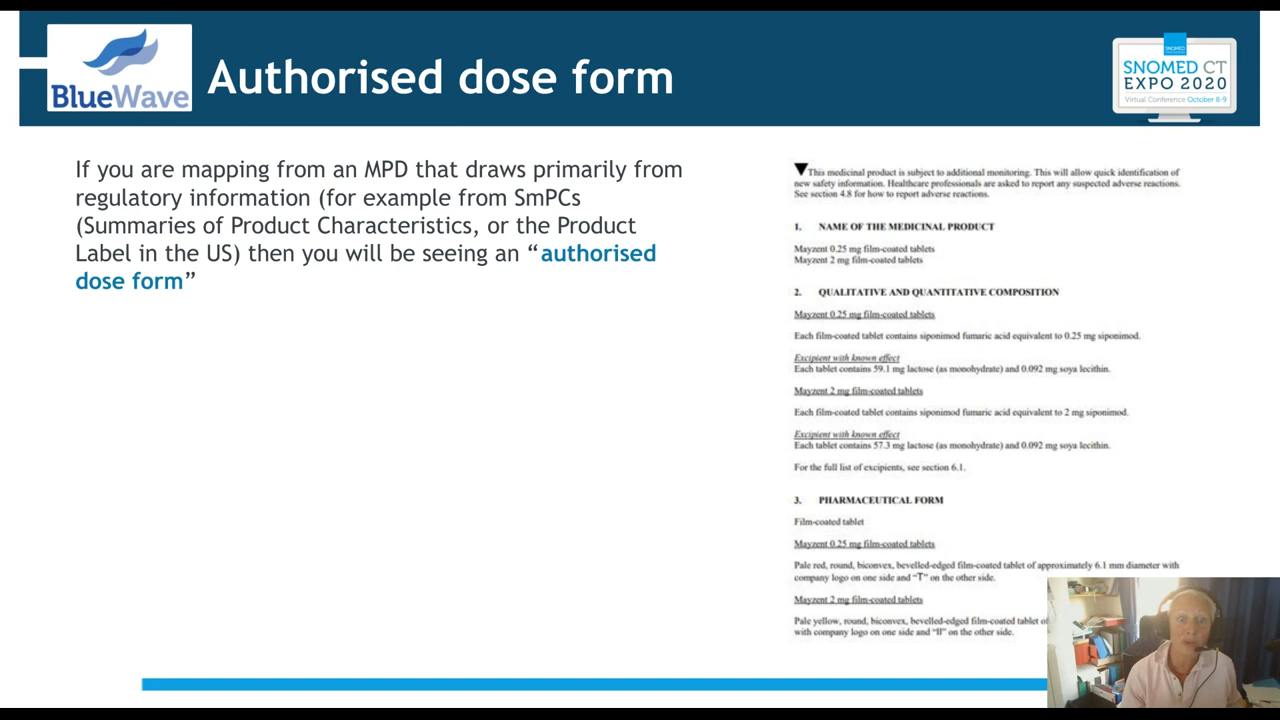 BlueWave
Authorised dose form
SNOMED
SNOMED CT
EXPO 2020
Virtual Conference October 8-9
If you are mapping from an MPD that draws primarily from
regulatory information (for example from SmPCs
(Summaries of Product Characteristics, or the Product
Label in the US) then you will be seeing an “authorised
dose form”
▼This medicinal product is subject to additional monitoring. This will allow quick identification of
new safety information. Healthcare professionals are asked to report any suspected adverse reactions.
See section 4.8 for how to report adverse reactions.
1. NAME OF THE MEDICINAL PRODUCT
Mayzent 0.25 mg film-coated tablets
Mayzent 2 mg film-coated tablets
2. QUALITATIVE AND QUANTITATIVE COMPOSITION
Mayzent 0.25 mg film-coated tablets
Each film-coated tablet contains siponimod fumaric acid equivalent to 0.25 mg siponimod.
Excipient with known effect
Each tablet contains 59.1 mg lactose (as monohydrate) and 0.092 mg soya lecithin.
Mayzent 2 mg film-coated tablets
Each film-coated tablet contains siponimod fumaric acid equivalent to 2 mg siponimod.
Excipient with known effect
Each tablet contains 57.3 mg lactose (as monohydrate) and 0.092 mg soya lecithin.
For the full list of excipients, see section 6.1.
3. PHARMACEUTICAL FORM
Film-coated tablet
Mayzent 0.25 mg film-coated tablets
Pale red, round, biconvex, bevelled-edged film-coated tablet of approximately 6.1 mm diameter with
company logo on one side and “T” on the other side.
Mayzent 2 mg film-coated tablets
Pale yellow, round, biconvex, bevelled-edged film-coated tablet of
with company logo on one side and “II” on the other side.